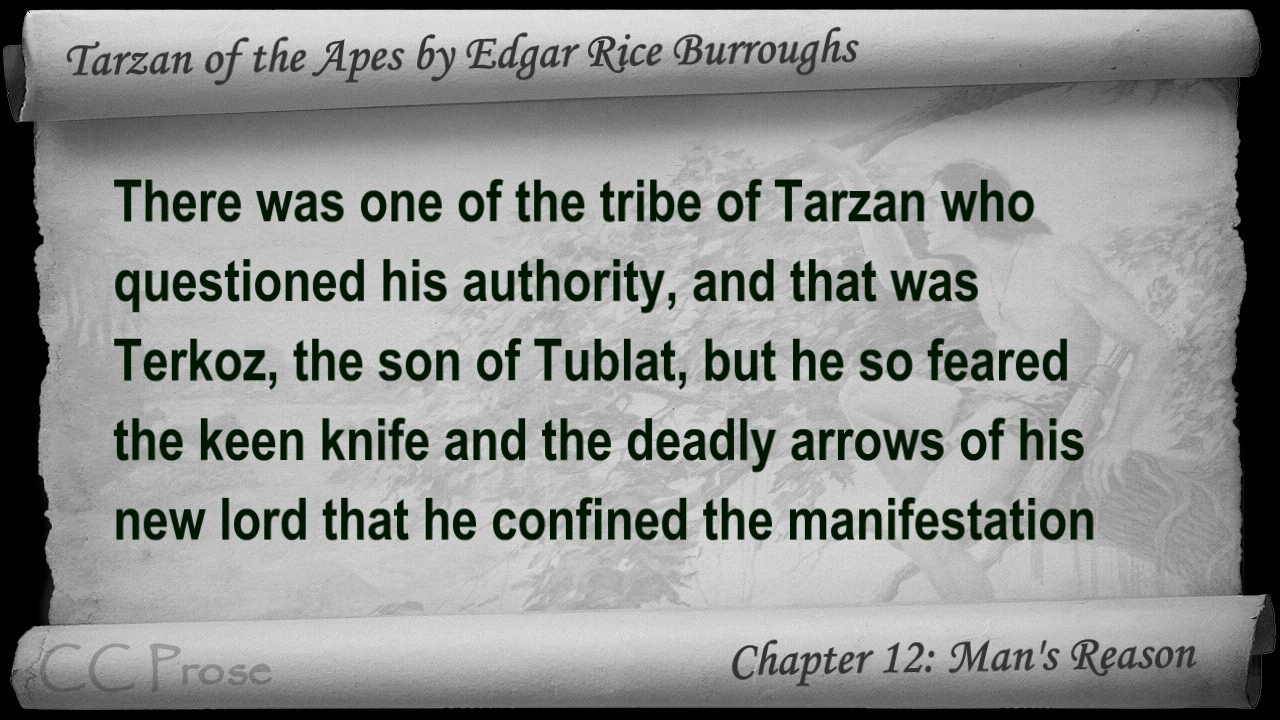 Tarzan of the Apes by Edgar Rice Burroughs
There was one of the tribe of Tarzan who
questioned his authority, and that was
Terkoz, the son of Tublat, but he so feared
the keen knife and the deadly arrows of his
new lord that he confined the manifestation
CC Prose
Chapter 12: Man's Reason